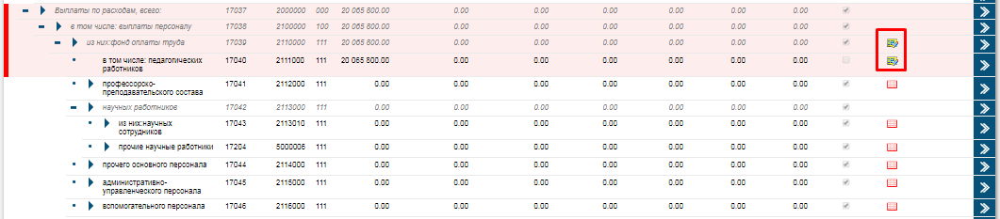 Выплаты по расходам, всего: 17037 2000000 000 20 065 800.00 0.00 0.00 0.00 0.00 0.00 0.00
в том числе: выплаты персоналу 17038 2100000 100 20 065 800.00 0.00 0.00 0.00 0.00 0.00 0.00
из них:фонд оплаты труда 17039 2110000 111 20 065 800.00 0.00 0.00 0.00 0.00 0.00 0.00
в том числе: педагогических 17040 2111000 111 20 065 800.00 0.00 0.00 0.00 0.00 0.00 0.00
работников
профессорско- 17041 2112000 111 0.00 0.00 0.00 0.00 0.00 0.00 0.00
преподавательского состава
научных работников 17042 2113000 111 0.00 0.00 0.00 0.00 0.00 0.00 0.00
из них:научных 17043 2113010 111 0.00 0.00 0.00 0.00 0.00 0.00 0.00
сотрудников
прочие научные работники 17204 5000006 111 0.00 0.00 0.00 0.00 0.00 0.00 0.00
прочего основного персонала 17044 2114000 111 0.00 0.00 0.00 0.00 0.00 0.00 0.00
административно- 17045 2115000 111 0.00 0.00 0.00 0.00 0.00 0.00 0.00
управленческого персонала
вспомогательного персонала 17046 2116000 111 0.00 0.00 0.00 0.00 0.00 0.00 0.00